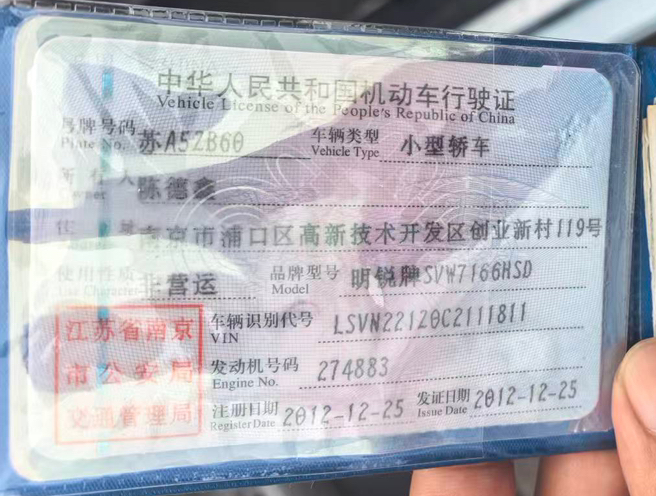 中华人民共和国机动车行驶证
Vehicle License of the People's Republic of China
号牌号码 苏A5ZB60 车辆类型 小型轿车
Plate No. Vehicle Type
所有人 陈德鑫
Owner
住 南京市浦口区高新技术开发区创业新村119号
使用性质 非营运 品牌型号 明锐牌SVW7166HSD
Use Character Model
江苏省南京 车辆识别代号 LSVN22120C2111811
VIN
市公安局 发动机号码 274883
Engine No.
交通管理局 注册日期 2012-12-25 发证日期 2012-12-25
Register Date Issue Date